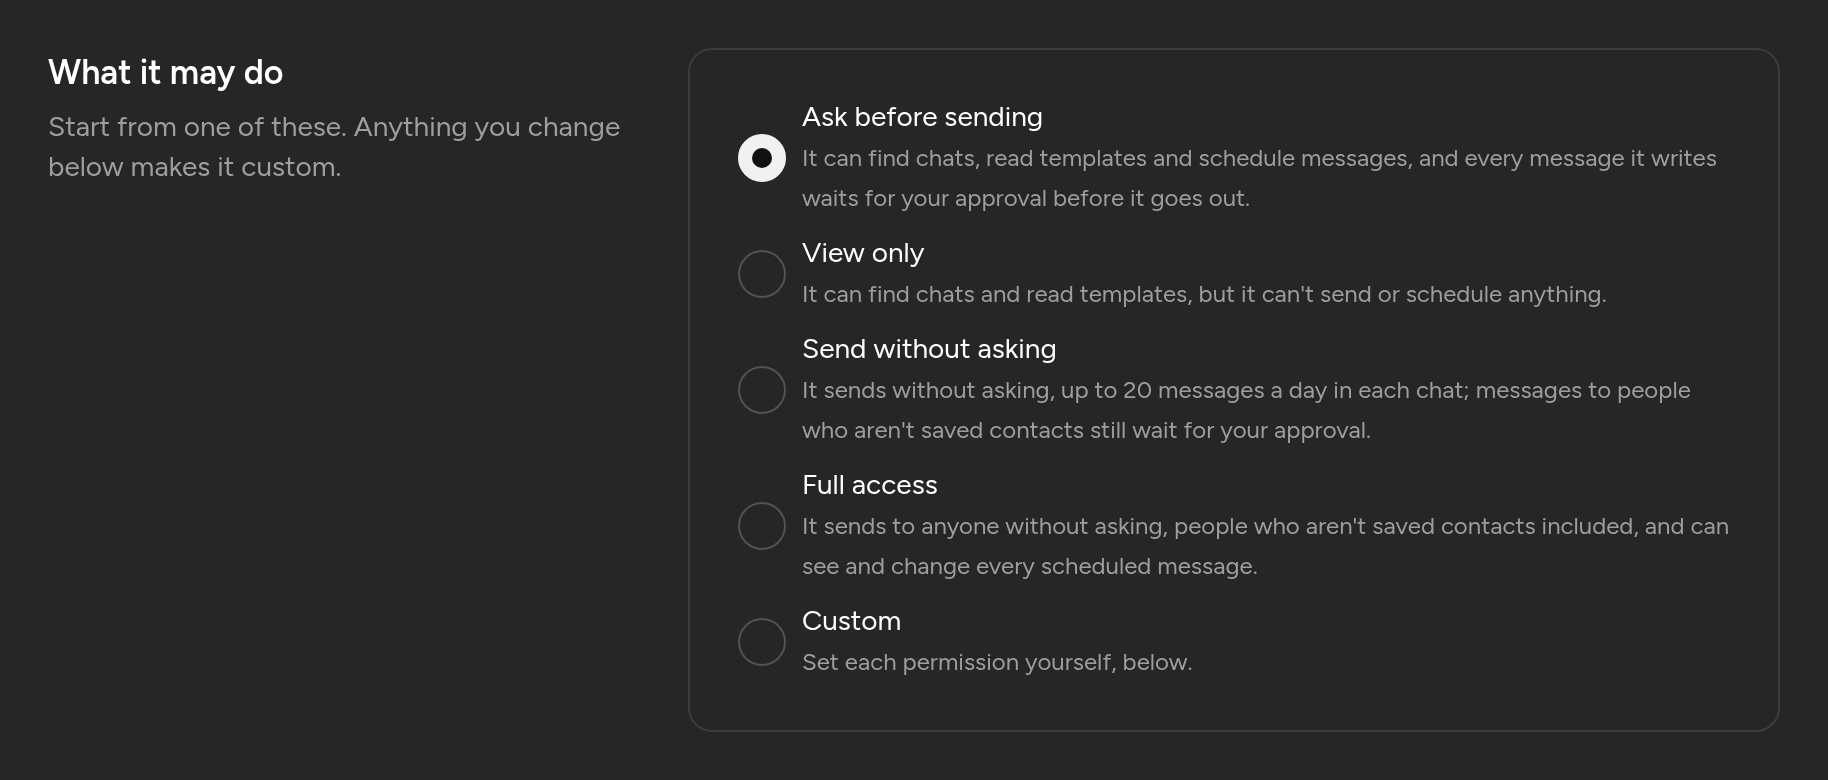 What it may do
Start from one of these. Anything you change
below makes it custom.
Ask before sending
It can find chats, read templates and schedule messages, and every message it writes
waits for your approval before it goes out.
View only
It can find chats and read templates, but it can't send or schedule anything.
Send without asking
It sends without asking, up to 20 messages a day in each chat; messages to people
who aren't saved contacts still wait for your approval.
Full access
It sends to anyone without asking, people who aren't saved contacts included, and can
see and change every scheduled message.
Custom
Set each permission yourself, below.